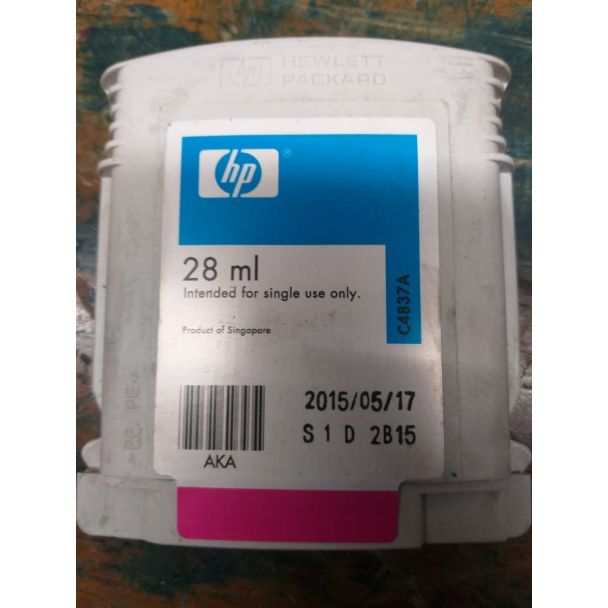 hp HEWLETT
PACKARD
hp ®
28 ml
Intended for single use only.
C4837A
Product of Singapore
2015/05/17
S 1 D 2B15
AKA